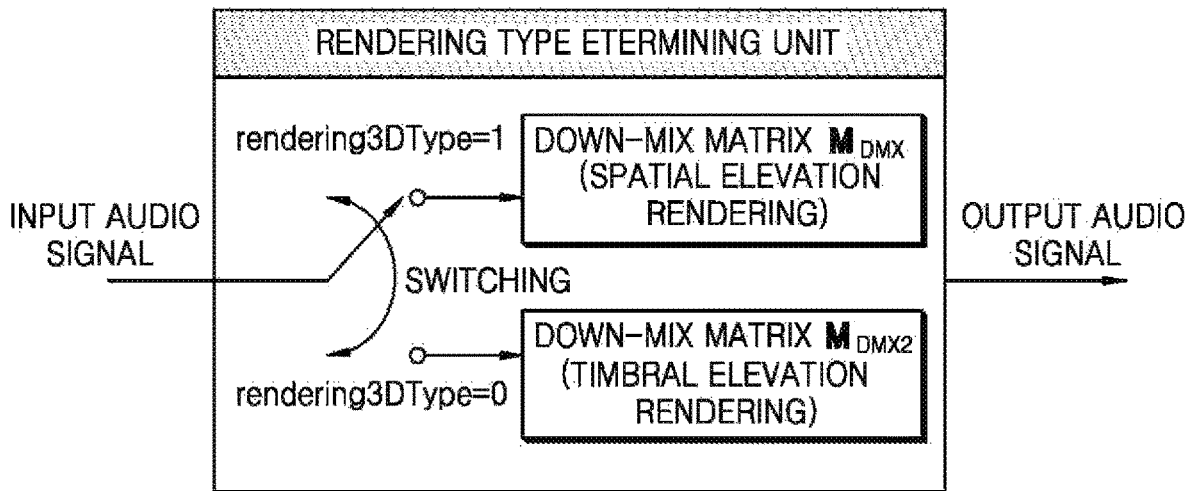 RENDERING TYPE ETERMINING UNIT
rendering3DType=1
DOWN-MIX MATRIX M DMX
(SPATIAL ELEVATION
RENDERING)
INPUT AUDIO
SIGNAL
SWITCHING
OUTPUT AUDIO
SIGNAL
DOWN-MIX MATRIX M DMX2
(TIMBRAL ELEVATION
RENDERING)
rendering3DType=0